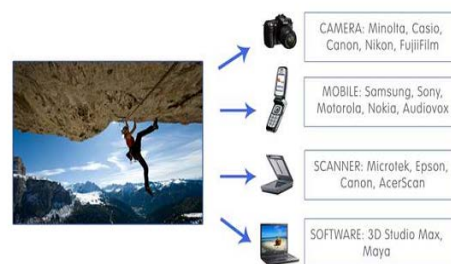 CAMERA: Minolta, Casio,
Canon, Nikon, FujiiFilm
MOBILE: Samsung, Sony,
Motorola, Nokia, Audiovox
SCANNER: Microtek, Epson,
Canon, AcerScan
SOFTWARE: 3D Studio Max,
Maya